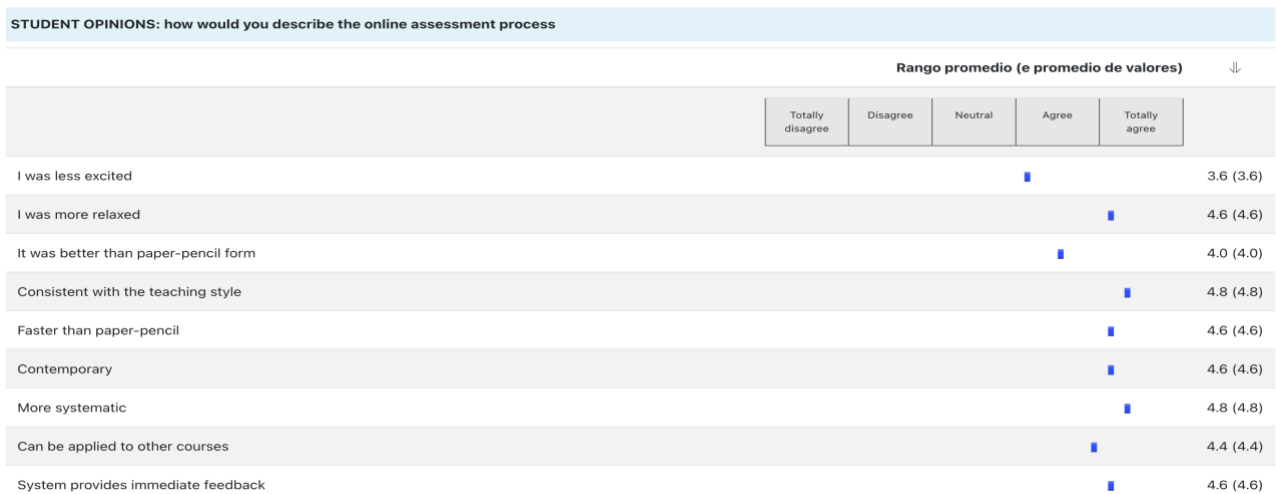 STUDENT OPINIONS: how would you describe the online assessment process
Rango promedio (e promedio de valores)
Totally disagree Disagree Neutral Agree Totally agree
I was less excited 3.6 (3.6)
I was more relaxed 4.6 (4.6)
It was better than paper-pencil form 4.0 (4.0)
Consistent with the teaching style 4.8 (4.8)
Faster than paper-pencil 4.6 (4.6)
Contemporary 4.6 (4.6)
More systematic 4.8 (4.8)
Can be applied to other courses 4.4 (4.4)
System provides immediate feedback 4.6 (4.6)